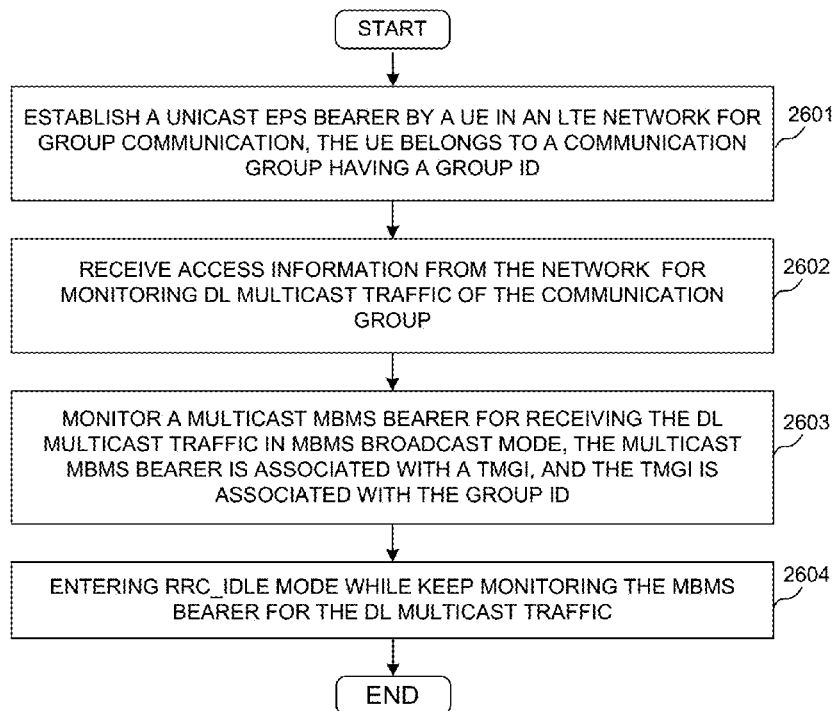 START
ESTABLISH A UNICAST EPS BEARER BY A UE IN AN LTE NETWORK FOR
GROUP COMMUNICATION, THE UE BELONGS TO A COMMUNICATION
GROUP HAVING A GROUP ID
2601
RECEIVE ACCESS INFORMATION FROM THE NETWORK FOR
MONITORING DL MULTICAST TRAFFIC OF THE COMMUNICATION
GROUP
2602
MONITOR A MULTICAST MBMS BEARER FOR RECEIVING THE DL
MULTICAST TRAFFIC IN MBMS BROADCAST MODE, THE MULTICAST
MBMS BEARER IS ASSOCIATED WITH A TMGI, AND THE TMGI IS
ASSOCIATED WITH THE GROUP ID
2603
ENTERING RRC_IDLE MODE WHILE KEEP MONITORING THE MBMS
BEARER FOR THE DL MULTICAST TRAFFIC
2604
END